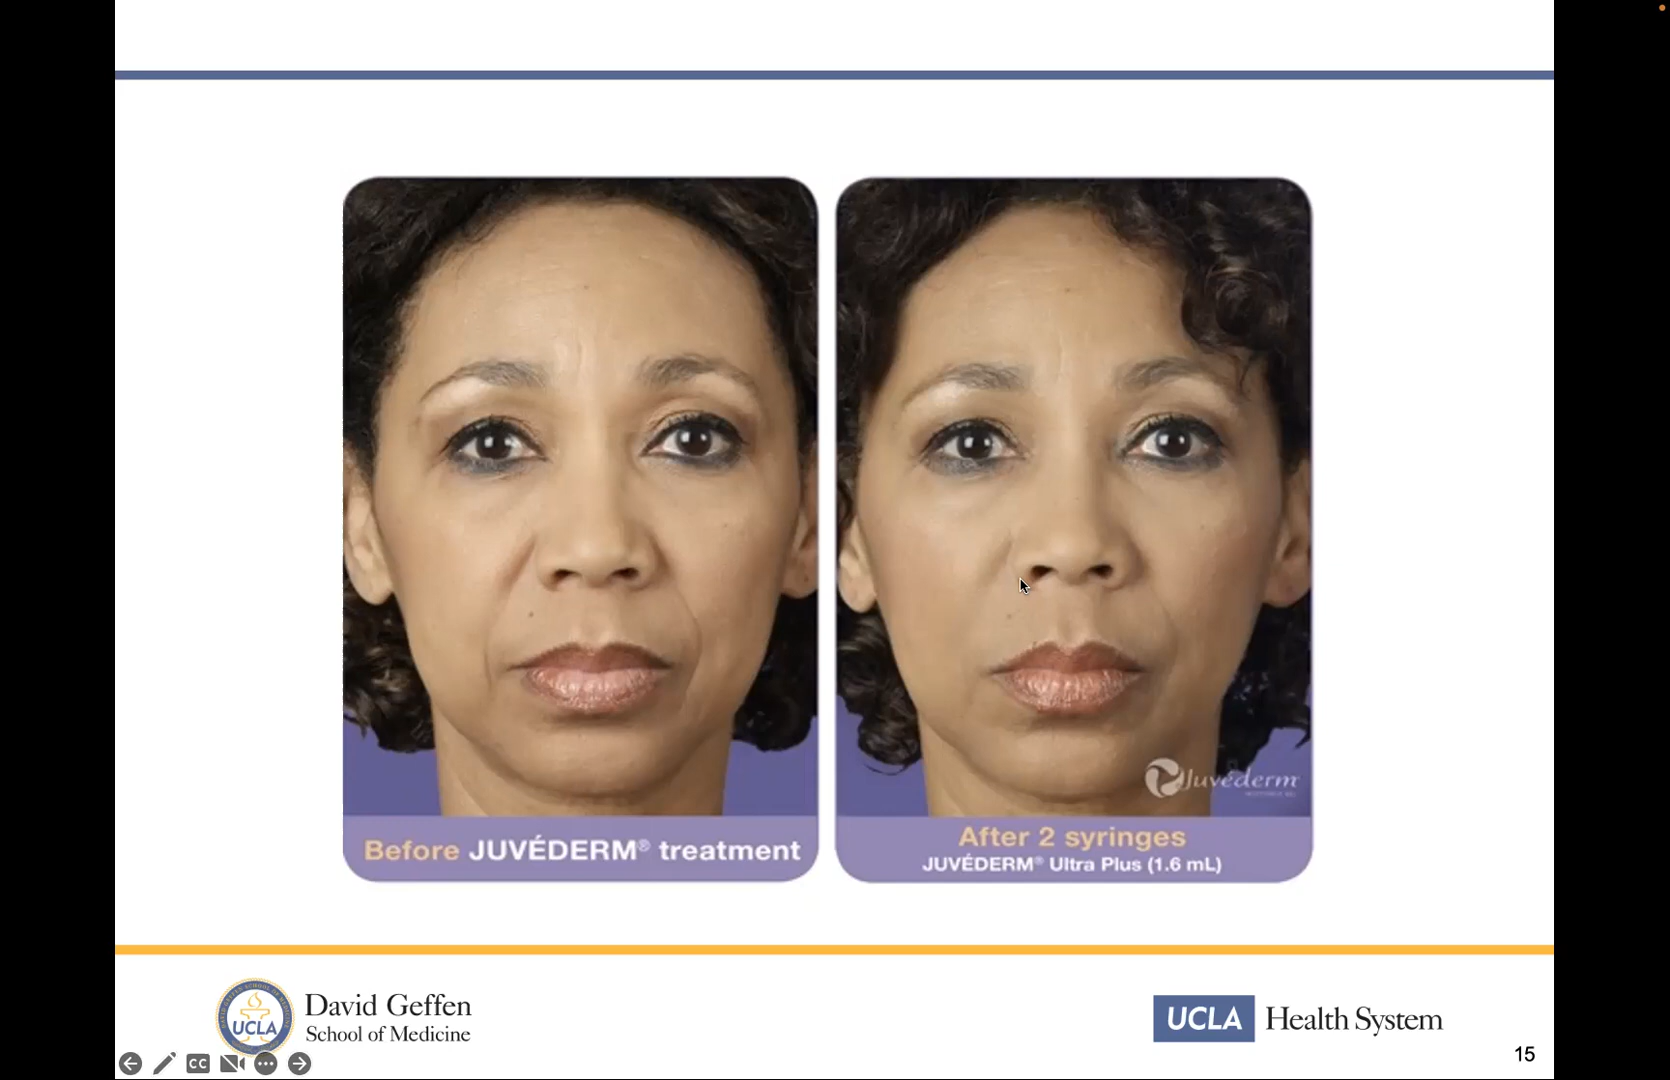 Before JUVÉDERM® treatment
Juvéderm
After 2 syringes
JUVÉDERM® Ultra Plus (1.6 mL)
UCLA
David Geffen
School of Medicine
UCLA Health System
CC
15